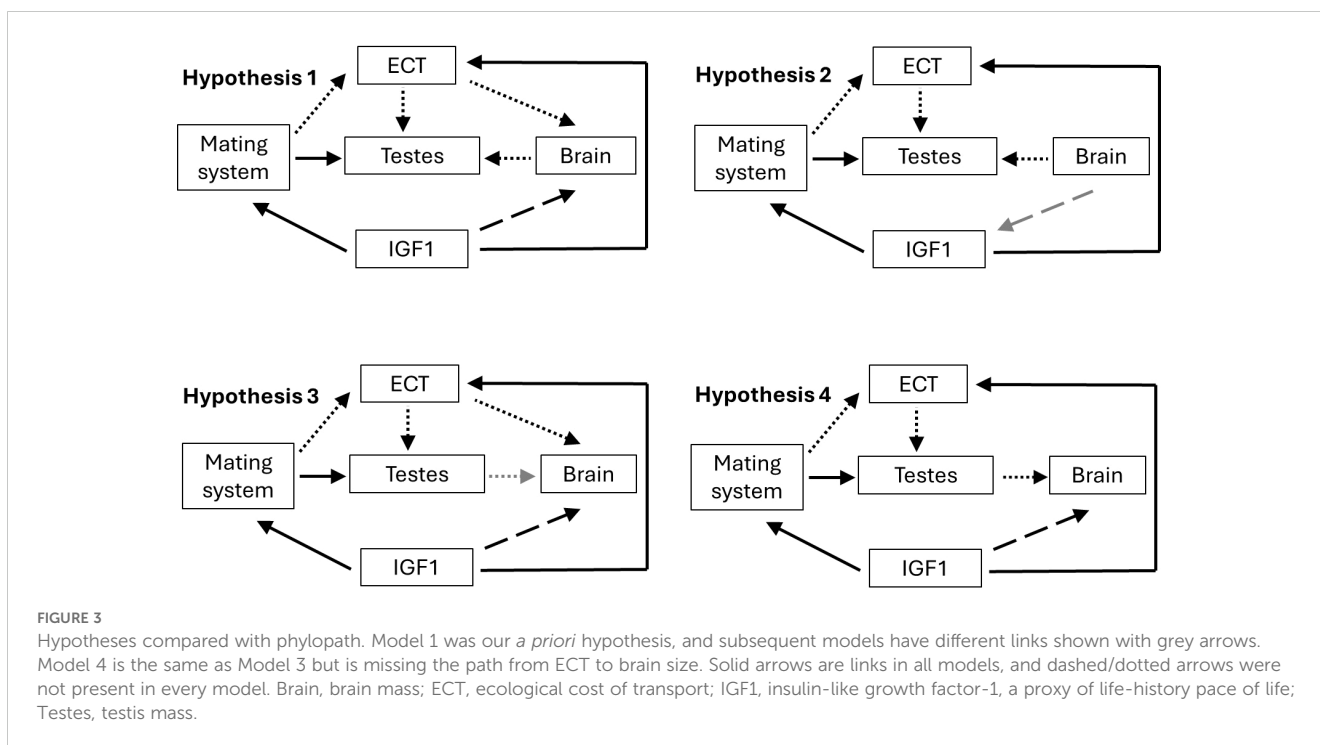 Hypothesis 1
ECT
Mating
system
Testes
Brain
IGF1
Hypothesis 2
ECT
Mating
system
Testes
Brain
IGF1
Hypothesis 3
ECT
Mating
system
Testes
Brain
IGF1
Hypothesis 4
ECT
Mating
system
Testes
Brain
IGF1
FIGURE 3
Hypotheses compared with phylopath. Model 1 was our a priori hypothesis, and subsequent models have different links shown with grey arrows.
Model 4 is the same as Model 3 but is missing the path from ECT to brain size. Solid arrows are links in all models, and dashed/dotted arrows were
not present in every model. Brain, brain mass; ECT, ecological cost of transport; IGF1, insulin-like growth factor-1, a proxy of life-history pace of life;
Testes, testis mass.